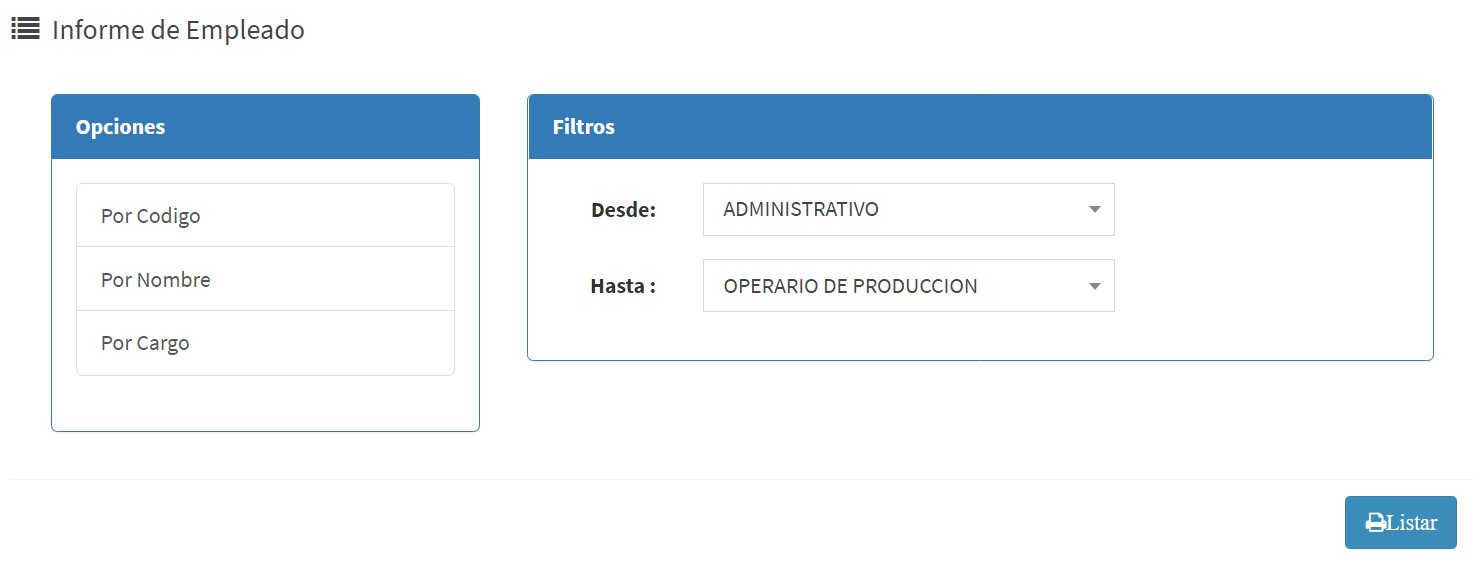 Informe de Empleado
Opciones
Por Codigo
Por Nombre
Por Cargo
Filtros
Desde: ADMINISTRATIVO
Hasta : OPERARIO DE PRODUCCION
Listar